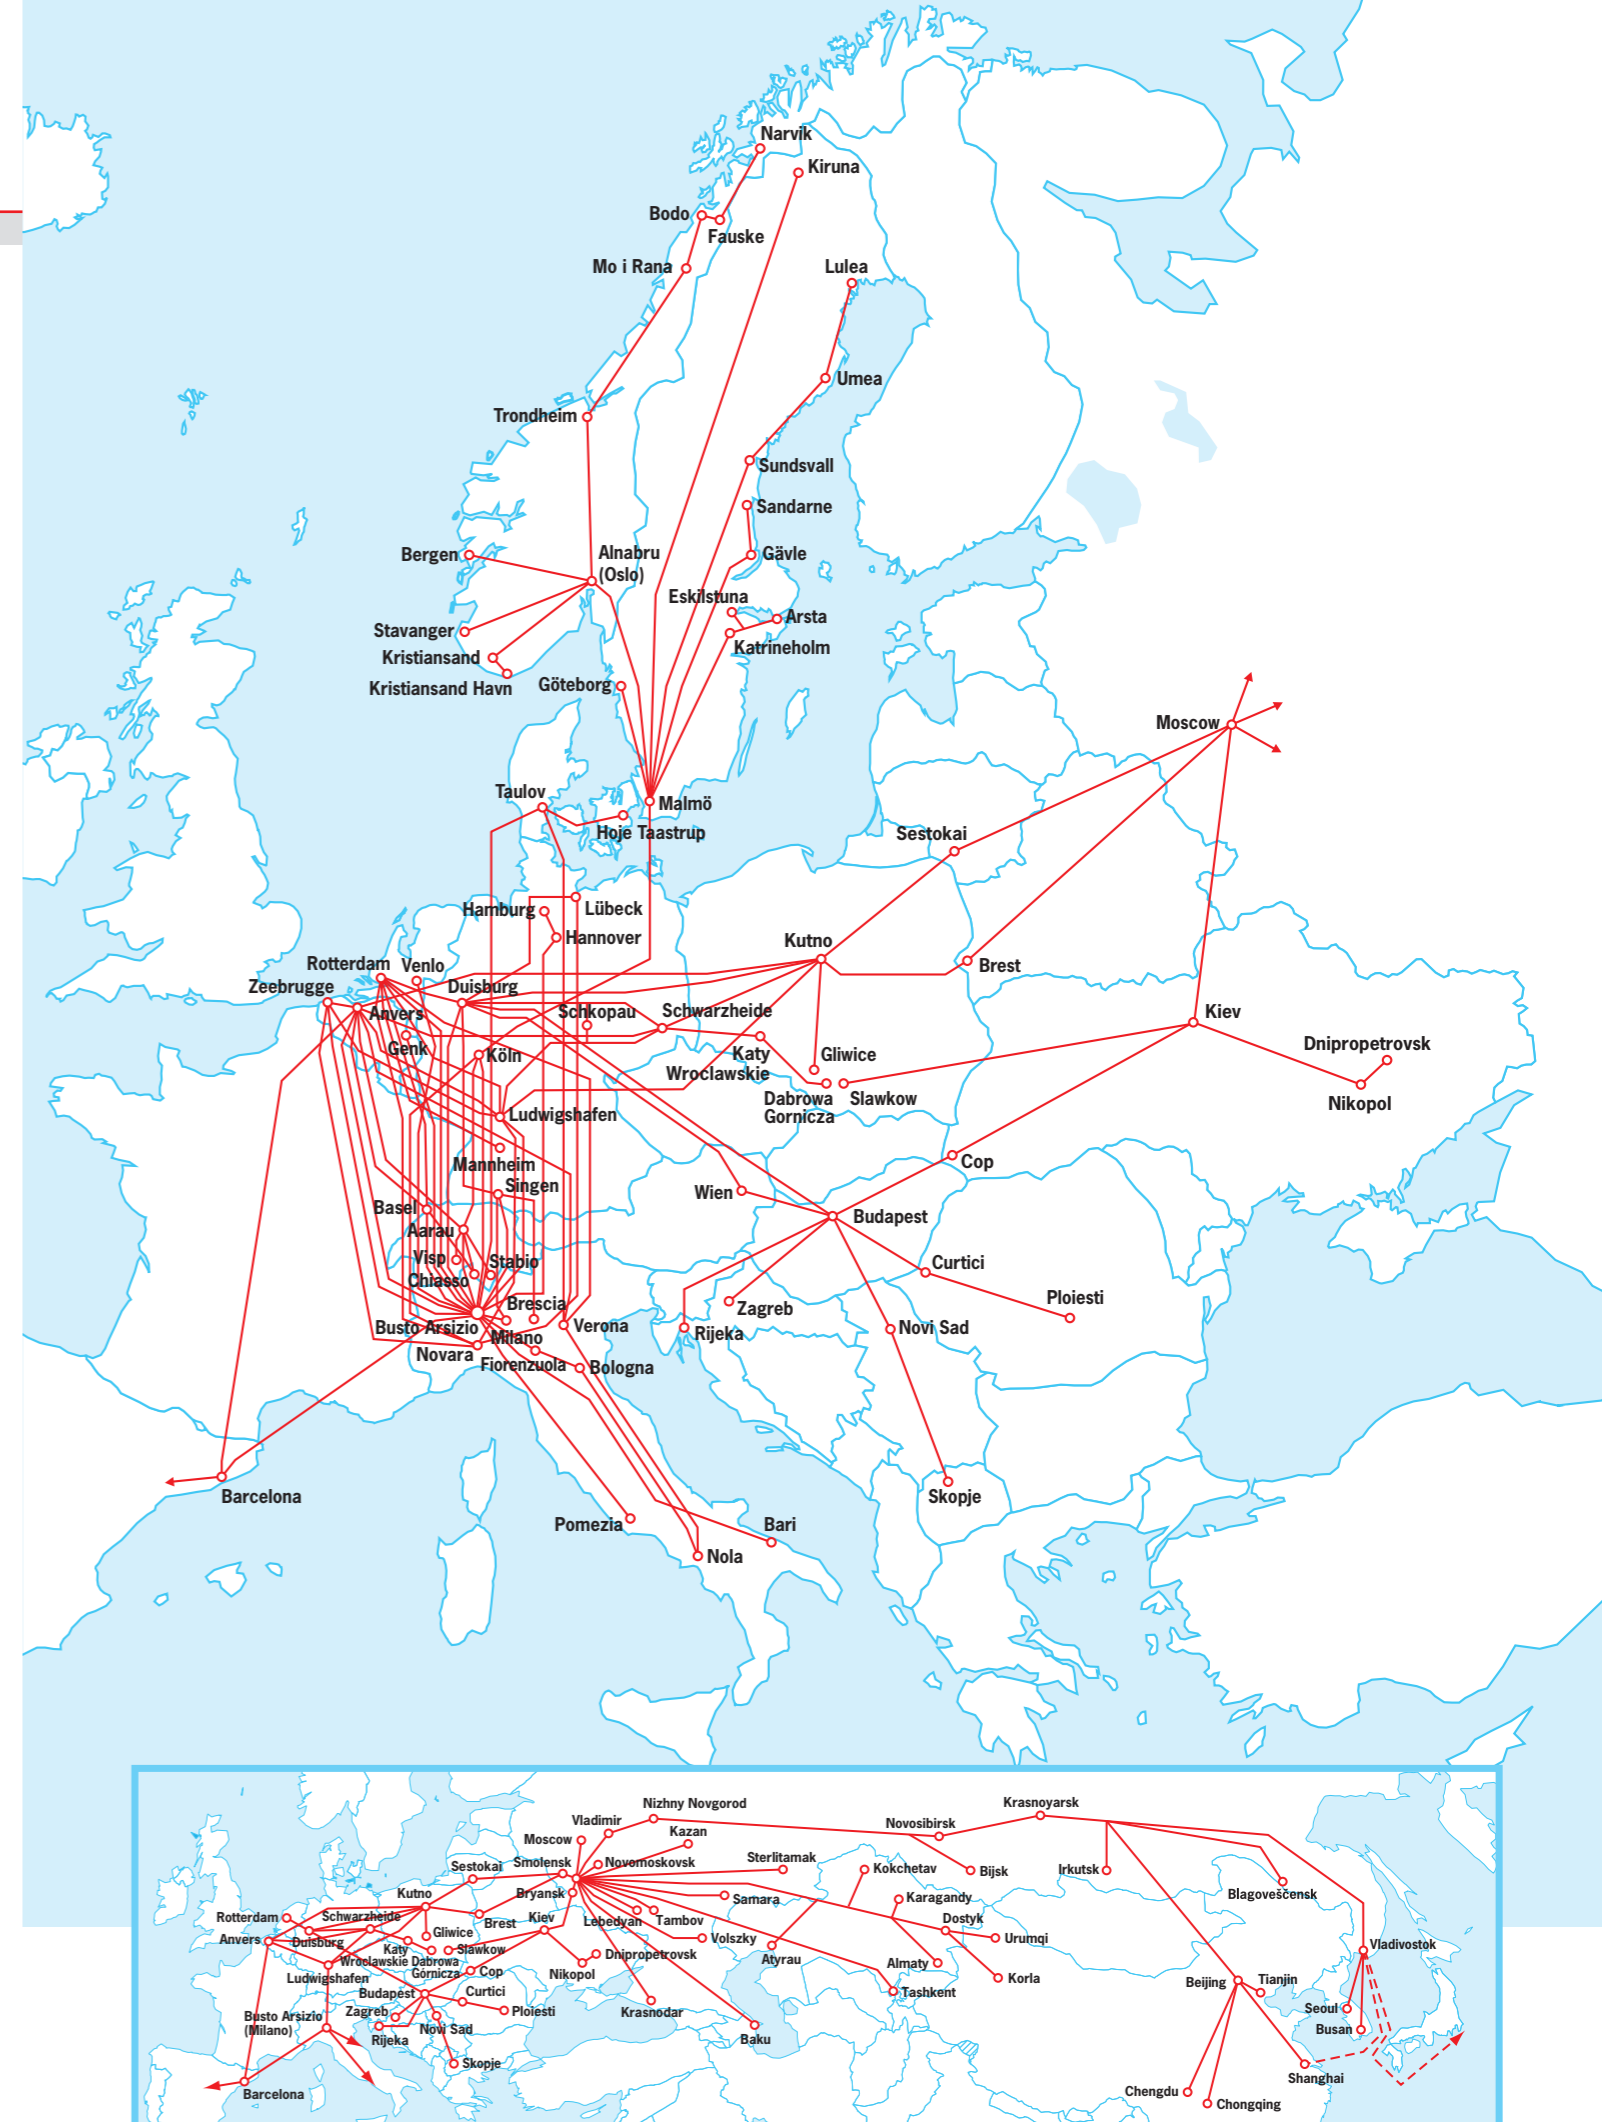 Narvik
Kiruna
Bodo
Fauske
Mo i Rana
Lulea
Umea
Trondheim
Sundsvall
Sandarne
Bergen
Alnabru
(Oslo)
Gävle
Eskilstuna
Arsta
Stavanger
Katrineholm
Kristiansand
Kristiansand Havn
Göteborg
Moscow
Taulov
Malmö
Hoje Taastrup
Sestokai
Hamburg
Lübeck
Hannover
Kutno
Rotterdam
Venlo
Brest
Zeebrugge
Duisburg
Anvers
Schkopau
Schwarzheide
Kiev
Genk
Köln
Katy
Wroclawskie
Gliwice
Dnipropetrovsk
Dabrowa
Gornicza
Slawkow
Nikopol
Ludwigshafen
Mannheim
Cop
Singen
Wien
Basel
Budapest
Aarau
Visp
Stabio
Chiasso
Curtici
Brescia
Zagreb
Ploiesti
Busto Arsizio
Milano
Verona
Rijeka
Novi Sad
Novara
Fiorenzuola
Bologna
Barcelona
Skopje
Pomezia
Bari
Nola
Nizhny Novgorod
Krasnoyarsk
Vladimir
Novosibirsk
Moscow
Kazan
Sestokai
Smolensk
Novomoskovsk
Sterlitamak
Kokchetav
Bijsk
Irkutsk
Kutno
Bryansk
Samara
Karagandy
Blagoveščensk
Rotterdam
Schwarzheide
Brest
Kiev
Lebedyan
Tambov
Dostyk
Anvers
Duisburg
Gliwice
Volszky
Urumqi
Vladivostok
Katy
Wroclawskie
Dabrowa
Górnicza
Slawkow
Dnipropetrovsk
Atyrau
Almaty
Ludwigshafen
Cop
Nikopol
Korla
Beijing
Tianjin
Budapest
Curtici
Tashkent
Busto Arsizio
(Milano)
Zagreb
Ploiesti
Krasnodar
Seoul
Rijeka
Novi Sad
Baku
Busan
Skopje
Shanghai
Barcelona
Chengdu
Chongqing